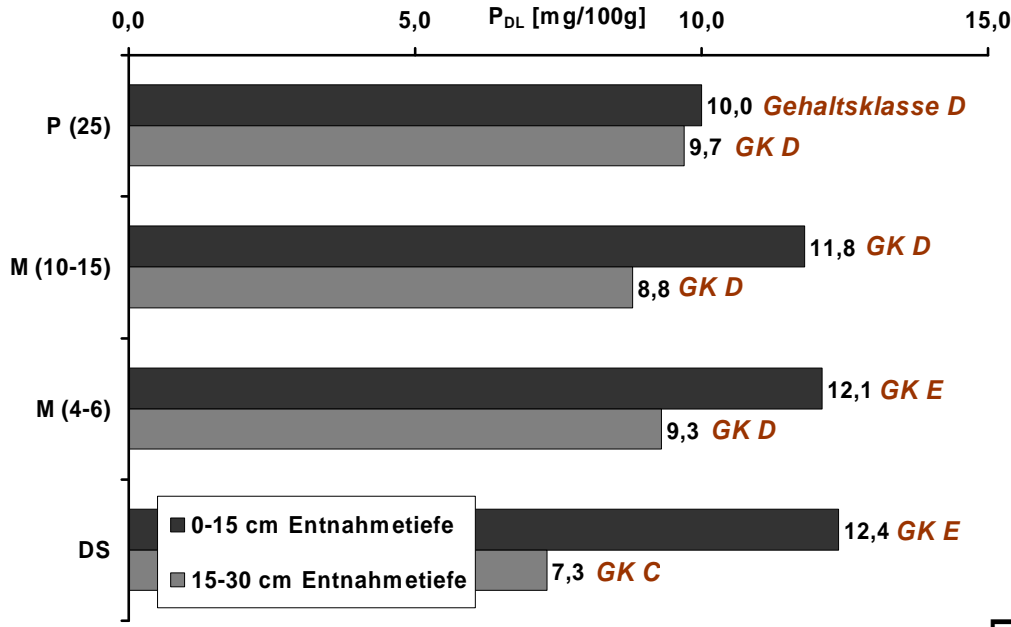 0,0 5,0 P_DL [mg/100g] 10,0 15,0
P (25)
10,0 Gehaltsklasse D
9,7 GK D
M (10-15)
11,8 GK D
8,8 GK D
M (4-6)
12,1 GK E
9,3 GK D
DS
12,4 GK E
7,3 GK C
0-15 cm Entnahmetiefe
15-30 cm Entnahmetiefe